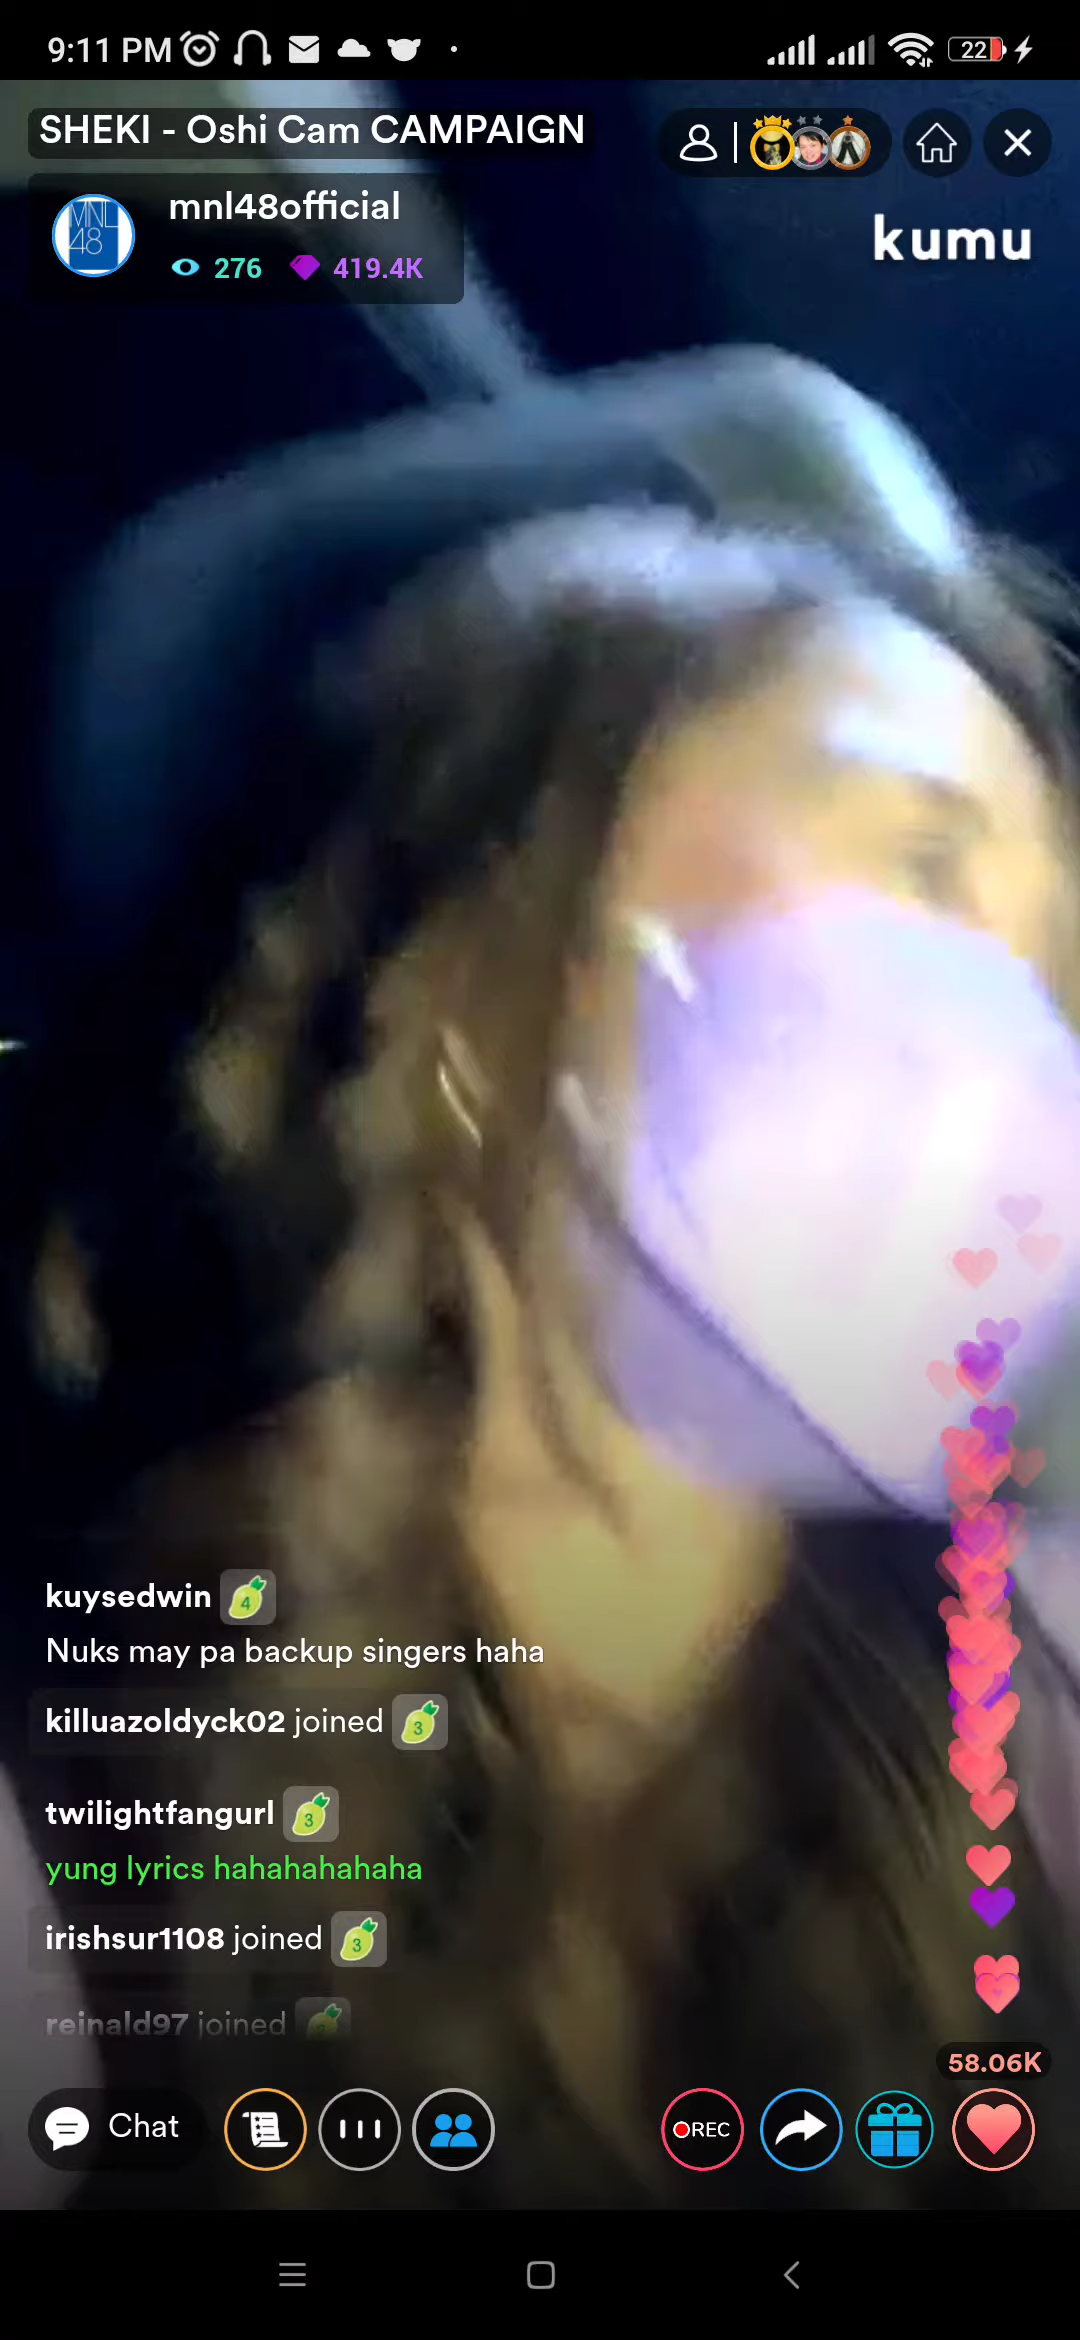 9:11 PM
22
SHEKI - Oshi Cam CAMPAIGN
MNL
48
mnl48official
276 419.4K
kumu
kuysedwin 4
Nuks may pa backup singers haha
killuazoldyck02 joined 3
twilightfangurl 3
yung lyrics hahahahahaha
irishsur1108 joined 3
reinald97 joined
58.06K
Chat
REC